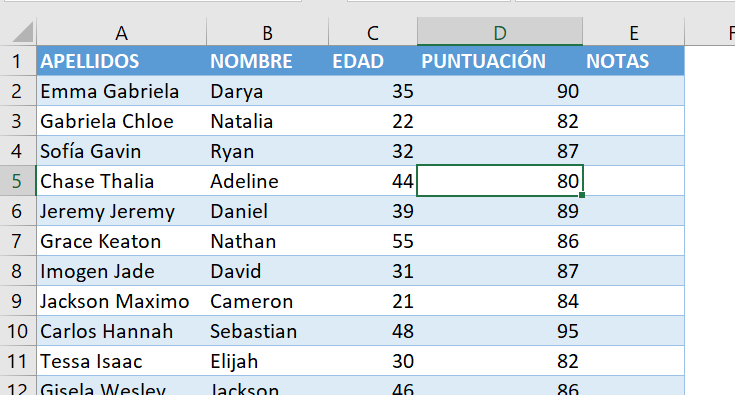 A B C D E F
1 APELLIDOS NOMBRE EDAD PUNTUACIÓN NOTAS
2 Emma Gabriela Darya 35 90
3 Gabriela Chloe Natalia 22 82
4 Sofía Gavin Ryan 32 87
5 Chase Thalia Adeline 44 80
6 Jeremy Jeremy Daniel 39 89
7 Grace Keaton Nathan 55 86
8 Imogen Jade David 31 87
9 Jackson Maximo Cameron 21 84
10 Carlos Hannah Sebastian 48 95
11 Tessa Isaac Elijah 30 82
12 Gisela Wesley Jackson 46 86